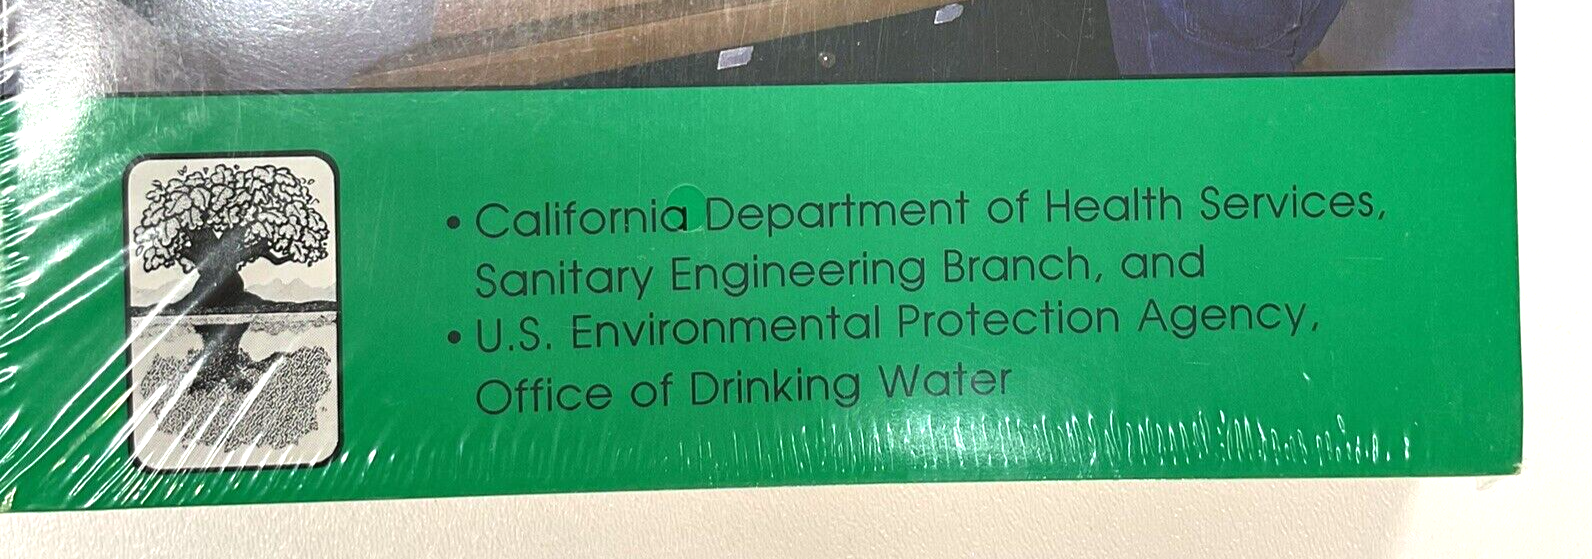 • California Department of Health Services,
Sanitary Engineering Branch, and
• U.S. Environmental Protection Agency,
Office of Drinking Water